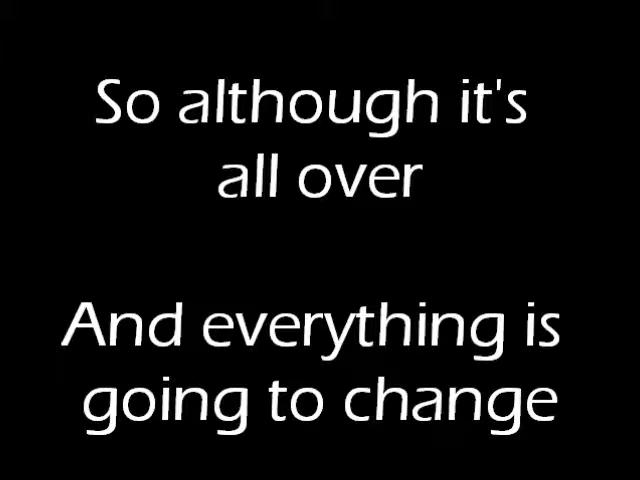 So although it's
all over
And everything is
going to change